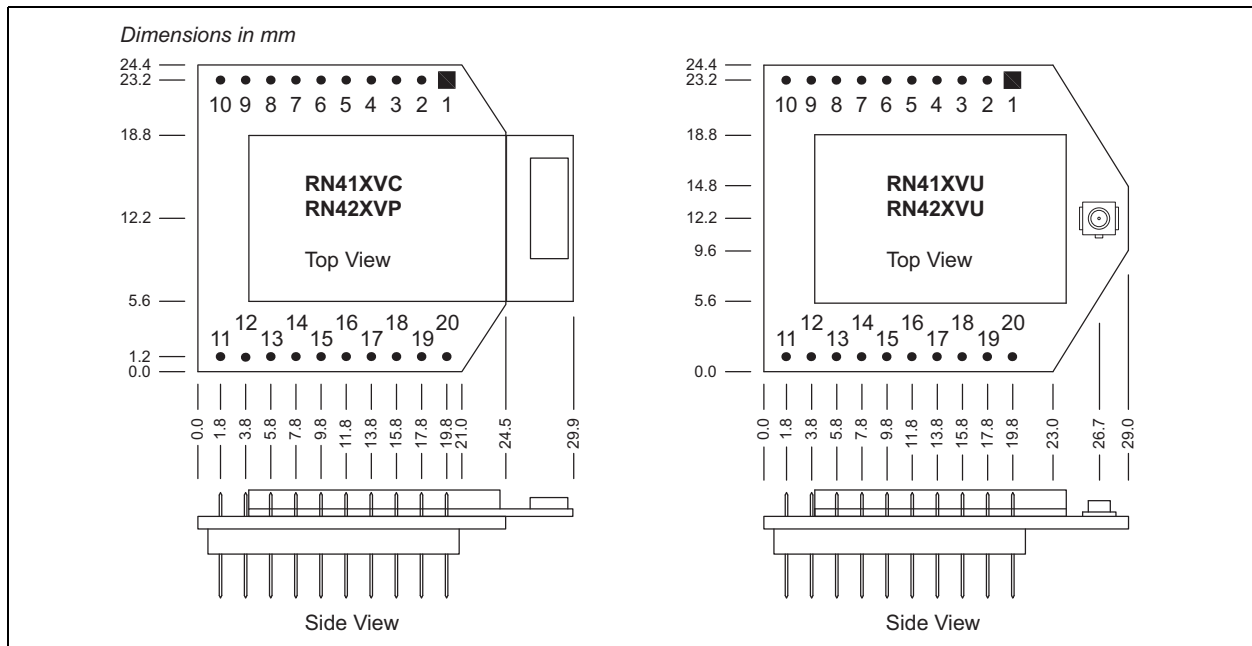 Dimensions in mm
24.4
23.2
18.8
12.2
5.6
1.2
0.0
10 9 8 7 6 5 4 3 2 1
RN41XVC
RN42XVP
Top View
12 14 16 18 20
11 13 15 17 19
0.0 1.8 3.8 5.8 7.8 9.8 11.8 13.8 15.8 17.8 19.8 21.0 24.5 29.9
Side View
24.4
23.2
18.8
14.8
12.2
9.6
5.6
1.2
0.0
10 9 8 7 6 5 4 3 2 1
RN41XVU
RN42XVU
Top View
12 14 16 18 20
11 13 15 17 19
0.0 1.8 3.8 5.8 7.8 9.8 11.8 13.8 15.8 17.8 19.8 23.0 26.7 29.0
Side View